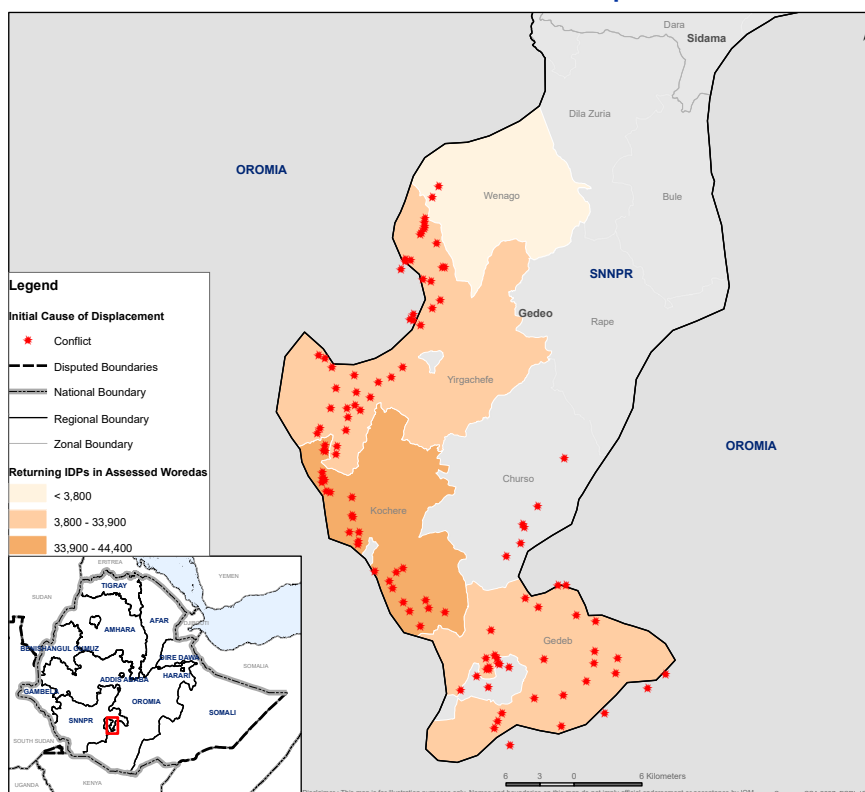 Dara
Sidama
Dila Zuria
OROMIA
Wenago
Bule
SNNPR
Gedeo
Rape
Yirgachefe
OROMIA
Churso
Kochere
Gedeb
Legend
Initial Cause of Displacement
Conflict
Disputed Boundaries
National Boundary
Regional Boundary
Zonal Boundary
Returning IDPs in Assessed Woredas
< 3,800
3,800 - 33,900
33,900 - 44,400
ERITREA
YEMEN
SUDAN
TIGRAY
AFAR
AMHARA
DJIBOUTI
BENISHANGUL GUMUZ
DIRE DAWA
SOMALIA
HARARI
ADDIS ABABA
GAMBELA
OROMIA
SOMALI
SNNPR
SOUTH SUDAN
UGANDA
KENYA
6 3 0 6 Kilometers